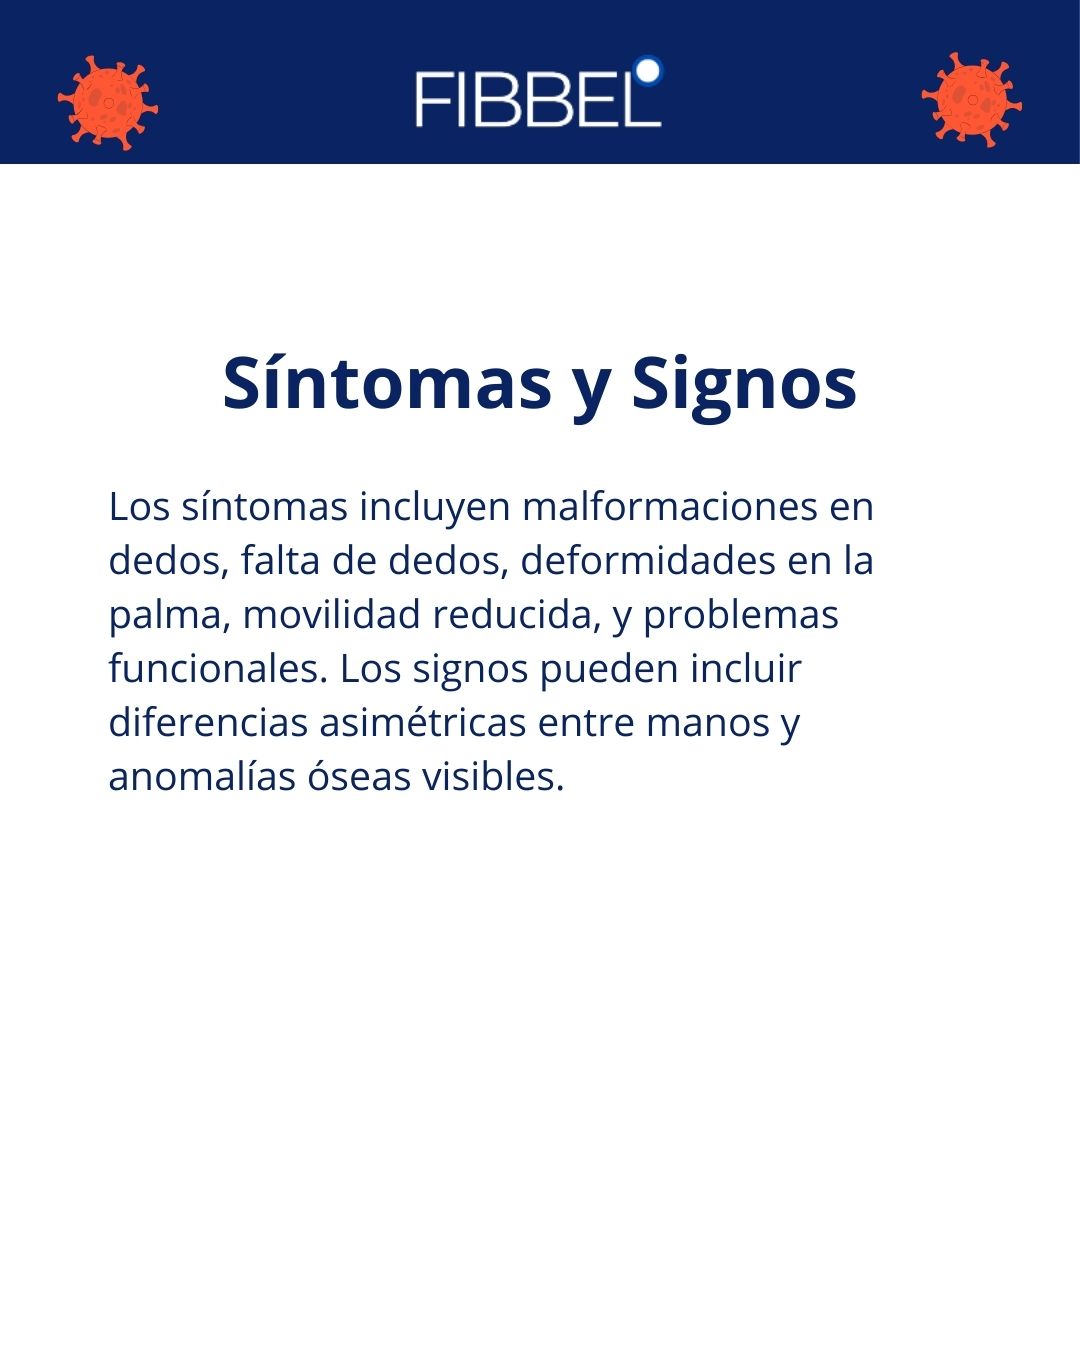 FIBBEL
Síntomas y Signos
Los síntomas incluyen malformaciones en
dedos, falta de dedos, deformidades en la
palma, movilidad reducida, y problemas
funcionales. Los signos pueden incluir
diferencias asimétricas entre manos y
anomalías óseas visibles.